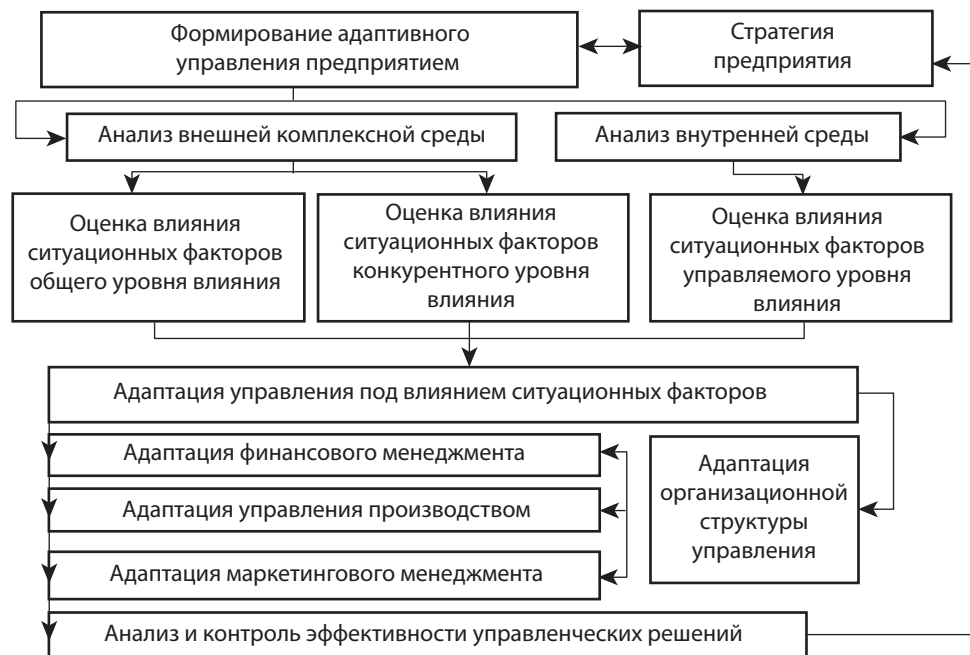 Формирование адаптивного
управления предприятием
Стратегия
предприятия
Анализ внешней комплексной среды
Анализ внутренней среды
Оценка влияния
ситуационных факторов
общего уровня влияния
Оценка влияния
ситуационных факторов
конкурентного уровня
влияния
Оценка влияния
ситуационных факторов
управляемого уровня
влияния
Адаптация управления под влиянием ситуационных факторов
Адаптация финансового менеджмента
Адаптация управления производством
Адаптация маркетингового менеджмента
Адаптация
организационной
структуры
управления
Анализ и контроль эффективности управленческих решений